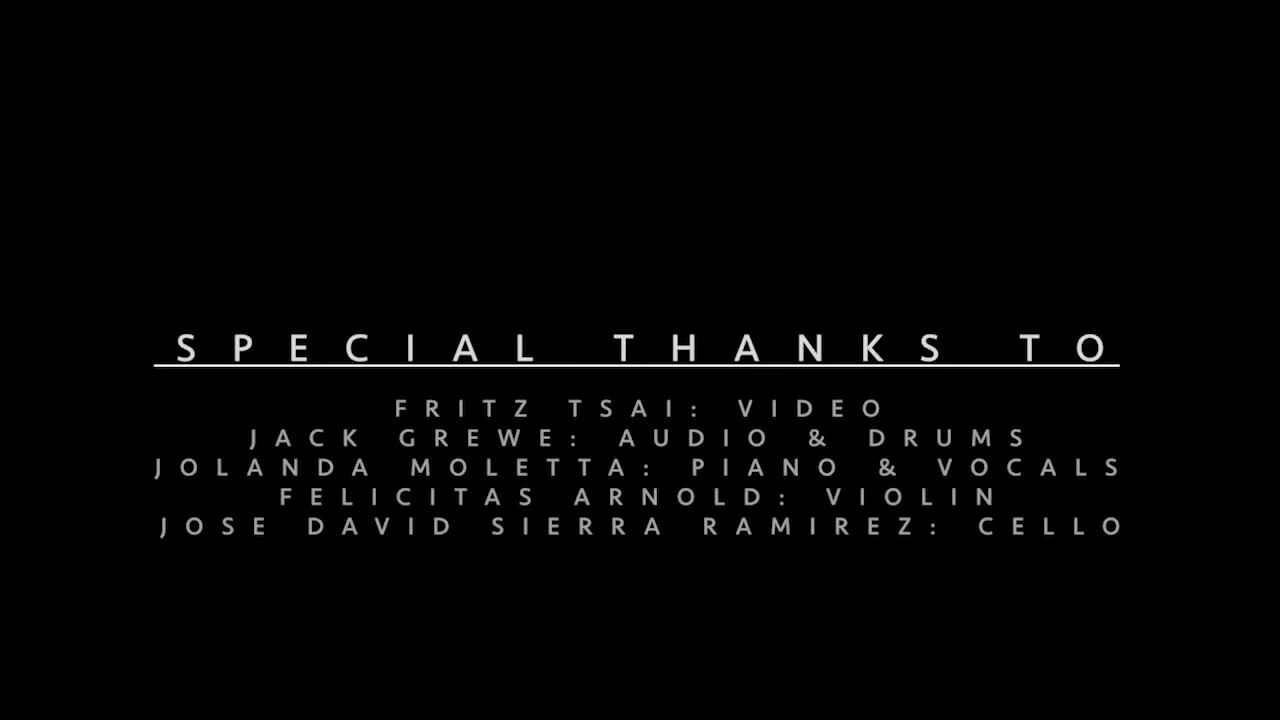 SPECIAL THANKS TO
FRITZ TSAI: VIDEO
JACK GREWE: AUDIO & DRUMS
JOLANDA MOLETTA: PIANO & VOCALS
FELICITAS ARNOLD: VIOLIN
JOSE DAVID SIERRA RAMIREZ: CELLO